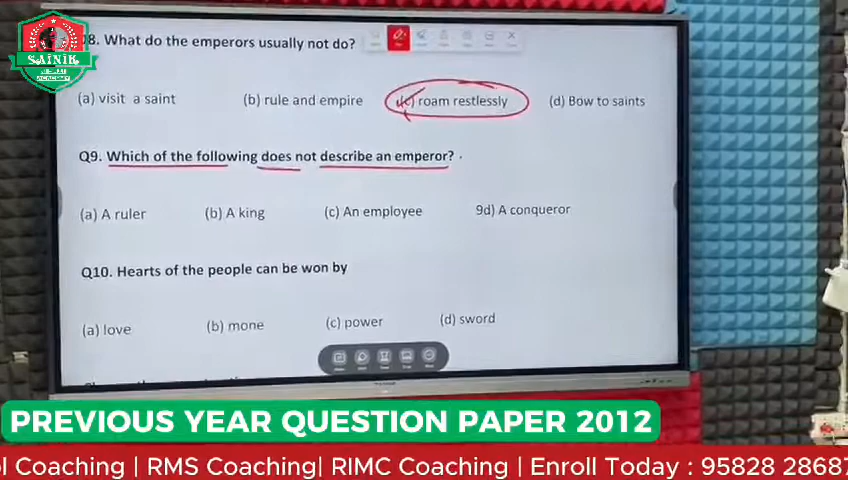 SAINIK
ACADEMY
8. What do the emperors usually not do?
(a) visit a saint (b) rule and empire (c) roam restlessly (d) Bow to saints
Q9. Which of the following does not describe an emperor?
(a) A ruler (b) A king (c) An employee 9d) A conqueror
Q10. Hearts of the people can be won by
(a) love (b) mone (c) power (d) sword
PREVIOUS YEAR QUESTION PAPER 2012
ol Coaching | RMS Coaching| RIMC Coaching | Enroll Today : 95828 28687